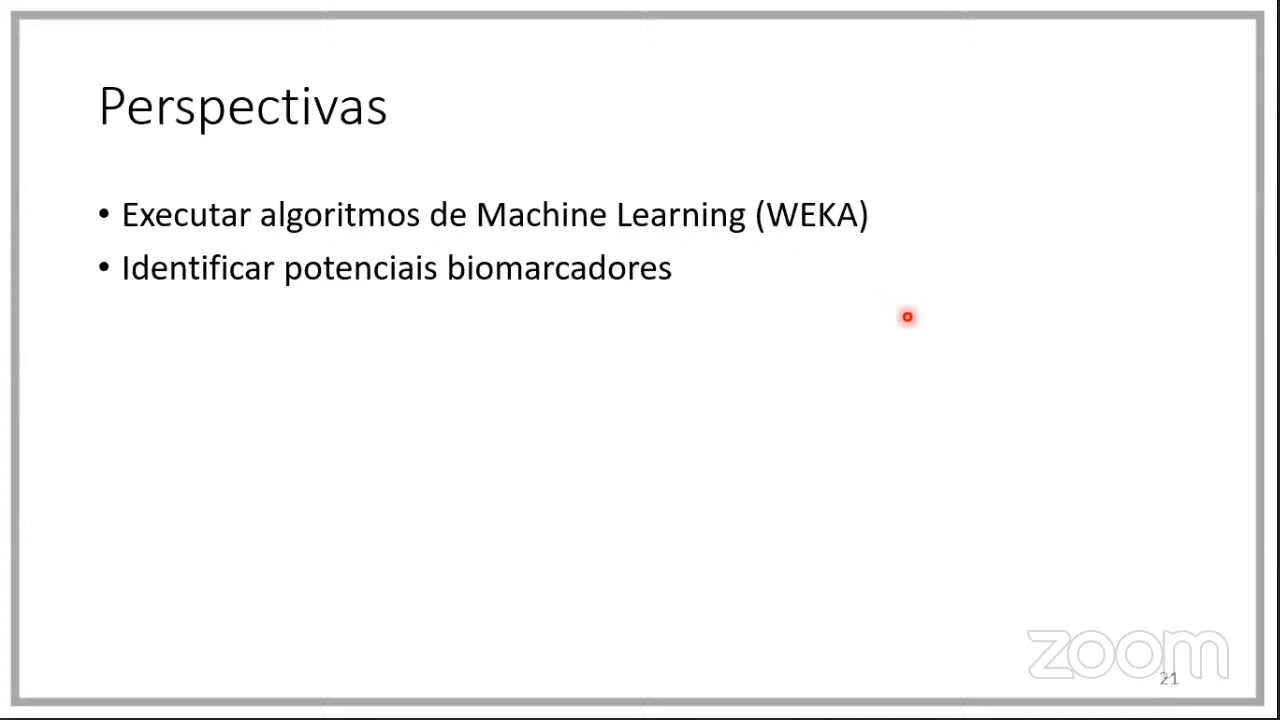 Perspectivas
• Executar algoritmos de Machine Learning (WEKA)
• Identificar potenciais biomarcadores
zoom
21